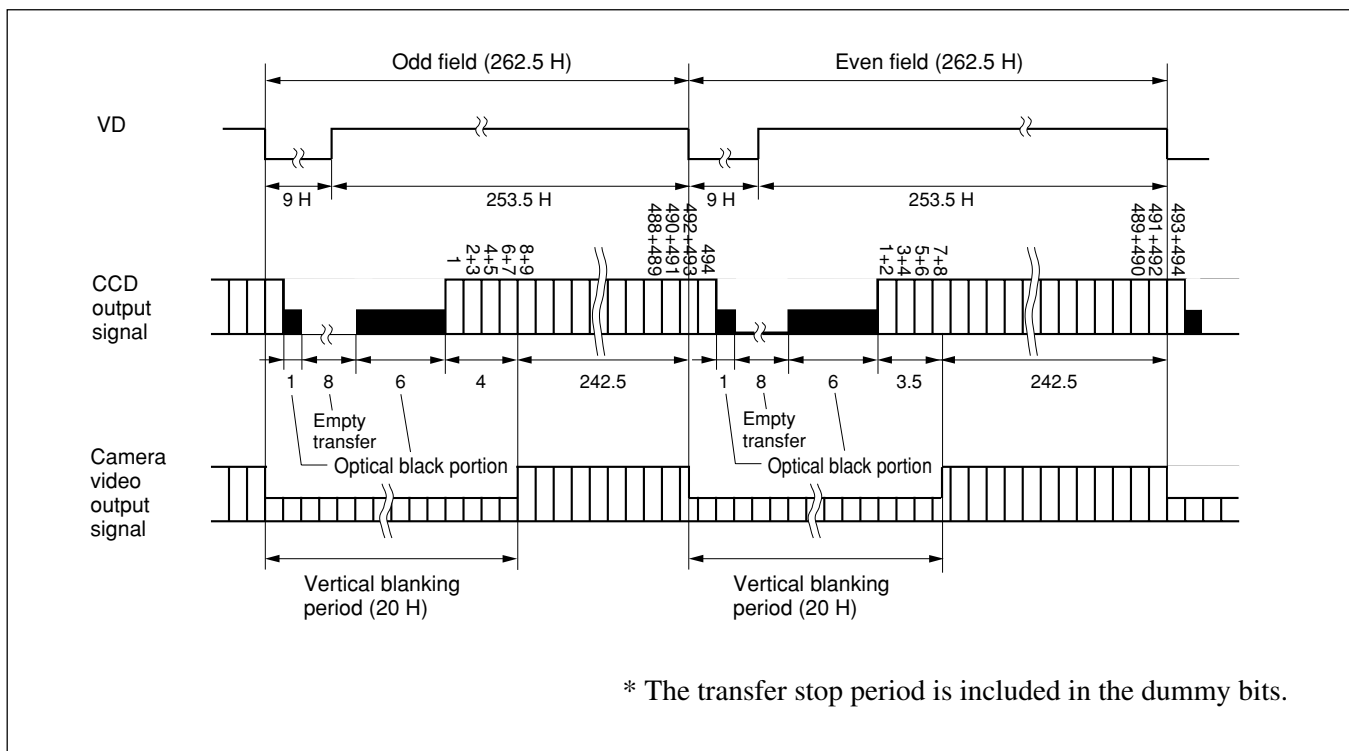 Odd field (262.5 H)
Even field (262.5 H)
VD
9 H
253.5 H
9 H
253.5 H
1
2+3
4+5
6+7
8+9
488+489
490+491
492+493
494
1+2
3+4
5+6
7+8
489+490
491+492
493+494
CCD
output
signal
1
8
6
4
242.5
1
8
6
3.5
242.5
Empty
transfer
Optical black portion
Empty
transfer
Optical black portion
Camera
video
output
signal
Vertical blanking
period (20 H)
Vertical blanking
period (20 H)
* The transfer stop period is included in the dummy bits.